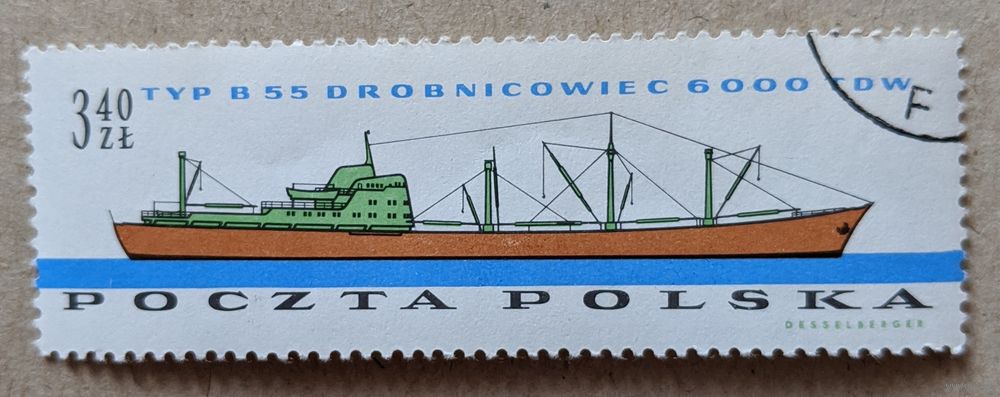 TYP B 55 DROBNICOWIEC 6000 TDW
3 40 ZŁ
F
POCZTA POLSKA
DESSELBERGER